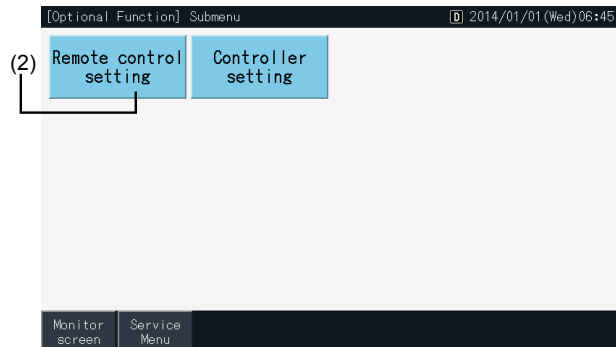 [Optional Function] Submenu D 2014/01/01(Wed)06:45
(2)
Remote control
setting
Controller
setting
Monitor
screen
Service
Menu